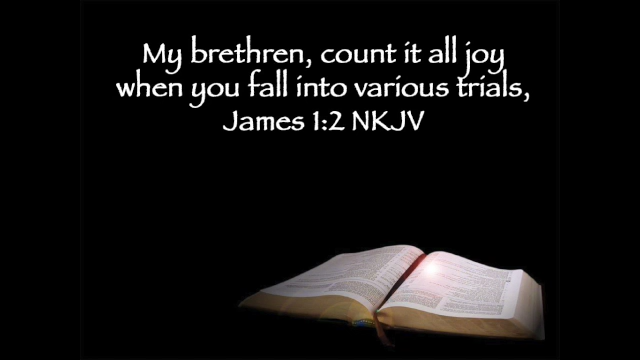 My brethren, count it all joy
when you fall into various trials,
James 1:2 NKJV